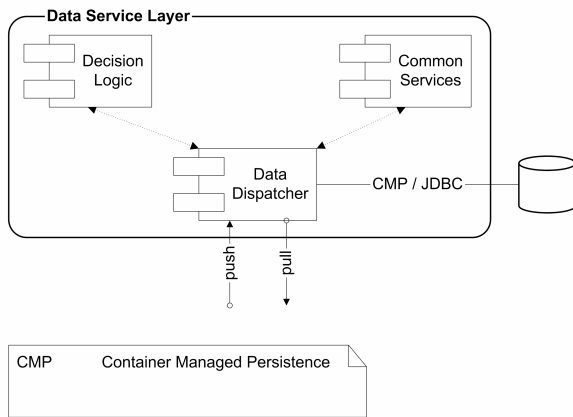 Data Service Layer
Decision
Logic
Common
Services
Data
Dispatcher
CMP / JDBC
push
pull
CMP Container Managed Persistence